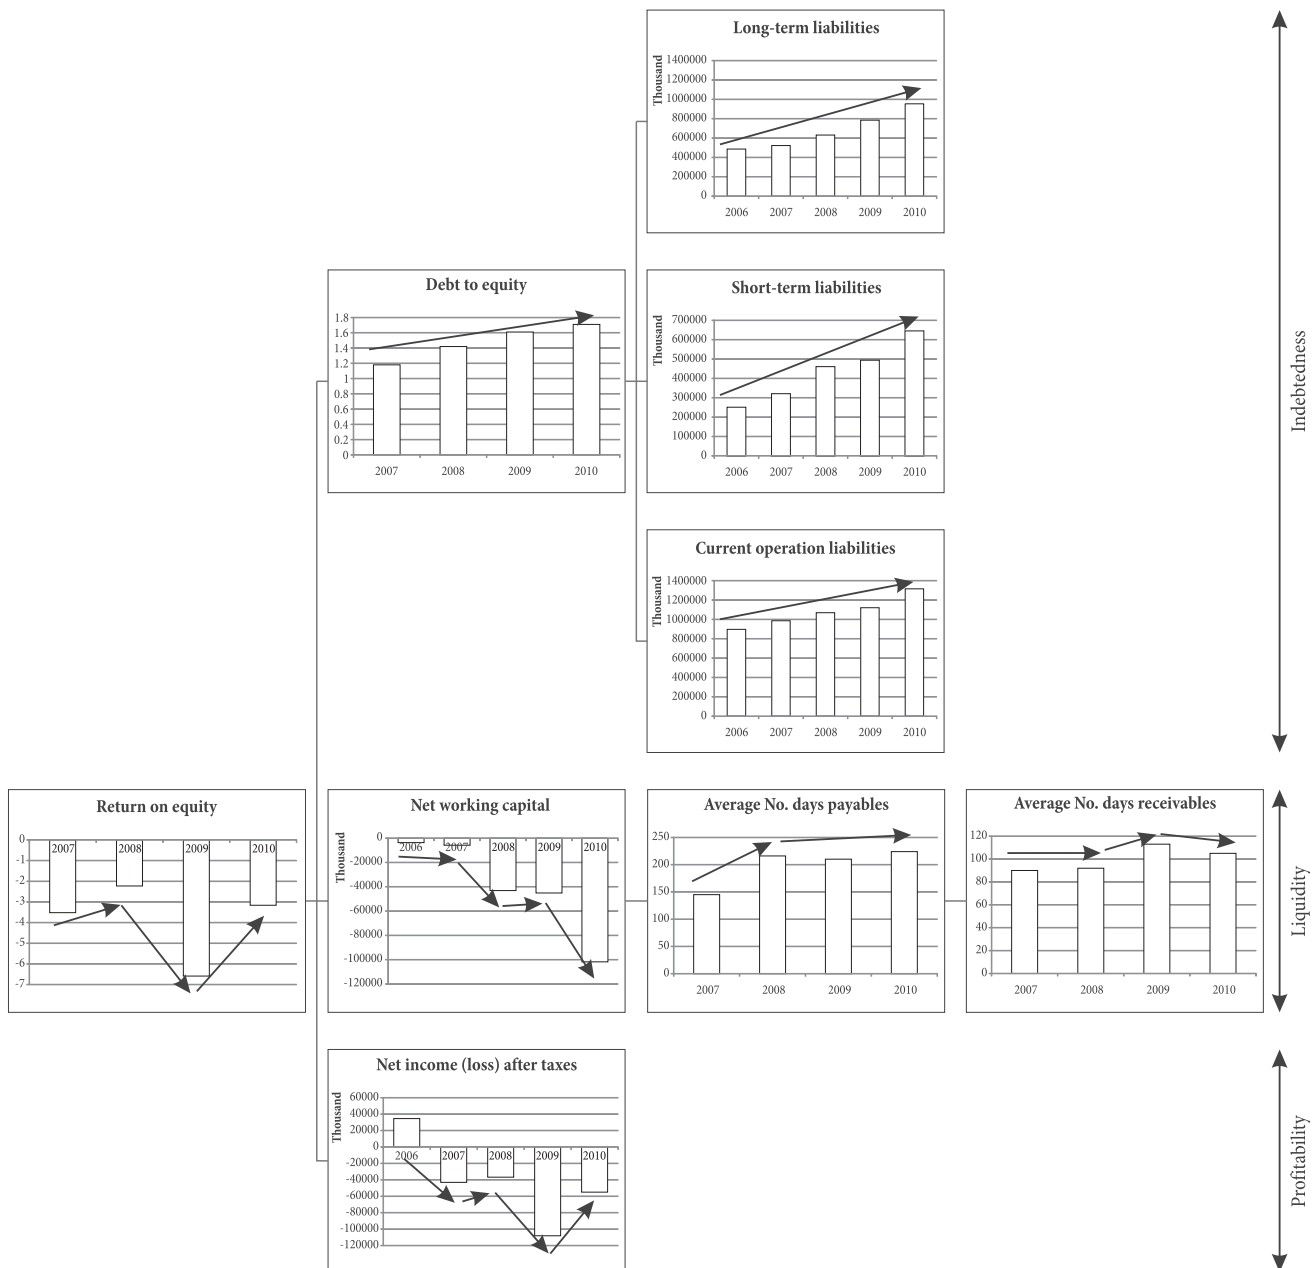 Long-term liabilities
Thousand
1400000
1200000
1000000
800000
600000
400000
200000
0
2006 2007 2008 2009 2010
Debt to equity
1.8
1.6
1.4
1.2
1
0.8
0.6
0.4
0.2
0
2007 2008 2009 2010
Short-term liabilities
Thousand
700000
600000
500000
400000
300000
200000
100000
0
2006 2007 2008 2009 2010
Current operation liabilities
Thousand
1400000
1200000
1000000
800000
600000
400000
200000
0
2006 2007 2008 2009 2010
Indebtedness
Return on equity
0
-1
-2
-3
-4
-5
-6
-7
2007 2008 2009 2010
Net working capital
Thousand
0
-20000
-40000
-60000
-80000
-100000
-120000
2006 2007 2008 2009 2010
Average No. days payables
250
200
150
100
50
0
2007 2008 2009 2010
Average No. days receivables
120
100
80
60
40
20
0
2007 2008 2009 2010
Liquidity
Net income (loss) after taxes
Thousand
60000
40000
20000
0
-20000
-40000
-60000
-80000
-100000
-120000
2006 2007 2008 2009 2010
Profitability